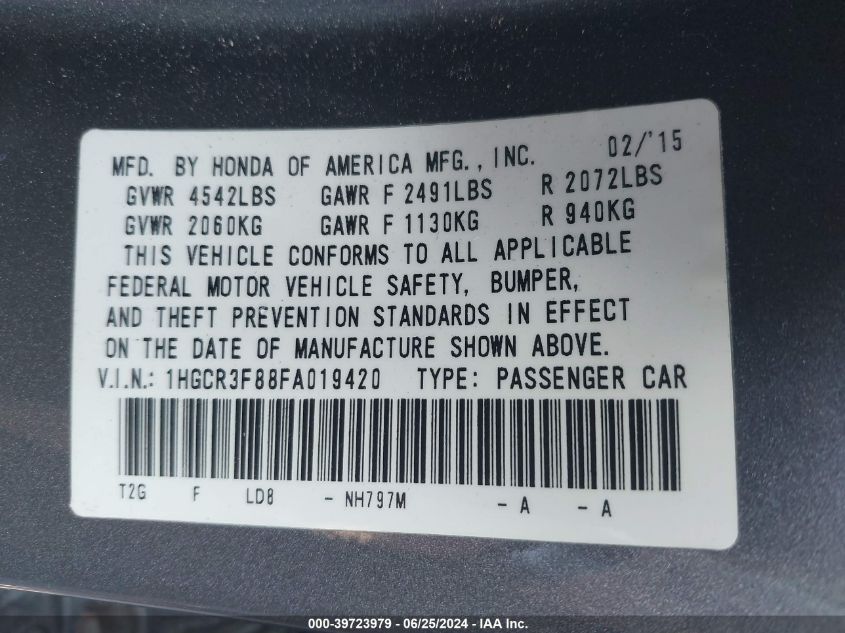 MFD. BY HONDA OF AMERICA MFG., INC. 02/'15
GVWR 4542LBS GAWR F 2491LBS R 2072LBS
GVWR 2060KG GAWR F 1130KG R 940KG
THIS VEHICLE CONFORMS TO ALL APPLICABLE
FEDERAL MOTOR VEHICLE SAFETY, BUMPER,
AND THEFT PREVENTION STANDARDS IN EFFECT
ON THE DATE OF MANUFACTURE SHOWN ABOVE.
V.I.N.: 1HGCR3F88FA019420 TYPE: PASSENGER CAR
T2G F LD8 - NH797M - A - A
000-39723979 / 06/25/2024 - IAA Inc.